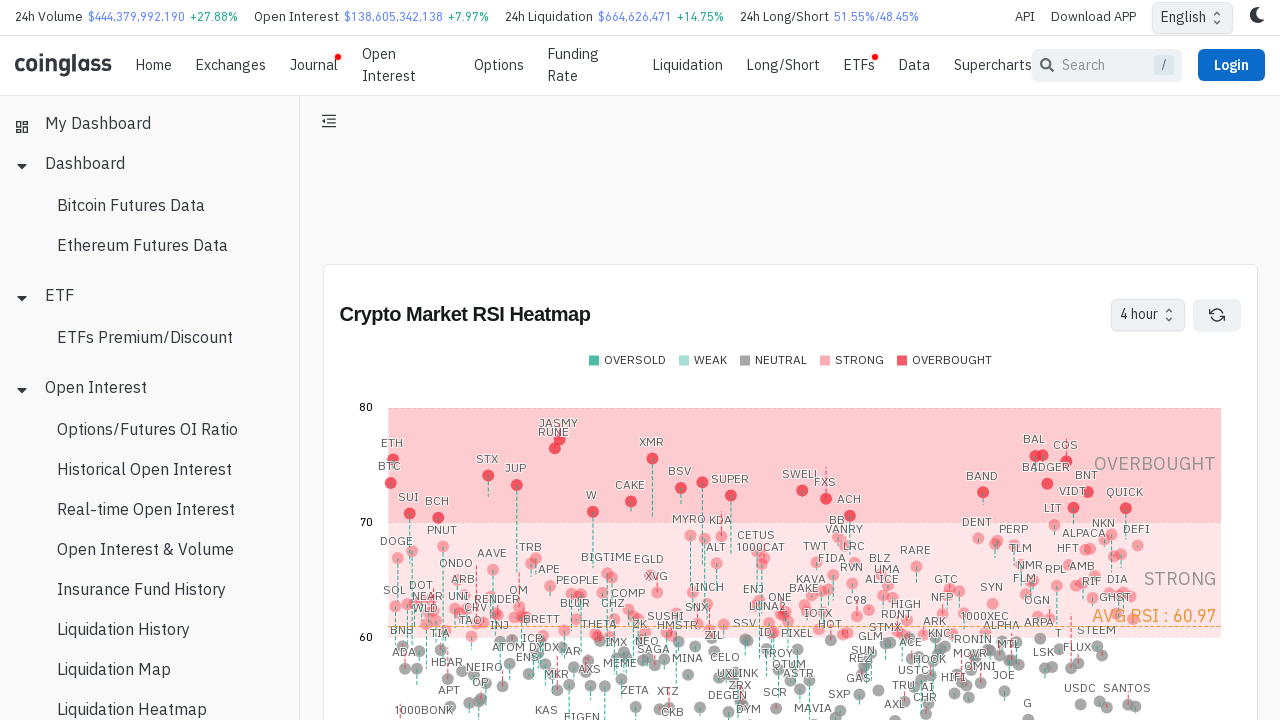 24h Volume $444,379,992,190 +27.88% Open Interest $138,605,342,138 +7.97% 24h Liquidation $664,626,471 +14.75% 24h Long/Short 51.55%/48.45% API Download APP English
coinglass Home Exchanges Journal Open Interest Options Funding Rate Liquidation Long/Short ETFs Data Supercharts Search / Login
My Dashboard
Dashboard
Bitcoin Futures Data
Ethereum Futures Data
ETF
ETFs Premium/Discount
Open Interest
Options/Futures OI Ratio
Historical Open Interest
Real-time Open Interest
Open Interest & Volume
Insurance Fund History
Liquidation History
Liquidation Map
Liquidation Heatmap
Crypto Market RSI Heatmap 4 hour
OVERSOLD WEAK NEUTRAL STRONG OVERBOUGHT
80
JASMY
RUNE
ETH XMR BAL COS
BTC STX JUP BSV SUPER SWELL FXS BAND BADGER BNT OVERBOUGHT
SUI BCH W CAKE ACH LIT VIDT QUICK
70
PNUT MYRO KDA BB VANRY DENT PERP NKN DEFI
DOGE AAVE TRB ALT CETUS 1000CAT TWT LRC RARE TLM HFT ALPACA
ONDO APE BIGTIME EGLD FIDA RVN BLZ UMA NMR RPL AMB
SOL DOT ARB OM PEOPLE XVG 1INCH ENJ KAVA BAKE ALICE GTC SYN FLM RIF DIA STRONG
NEAR UNI RENDER BLUR CHZ COMP SNX ONE C98 HIGH NFP OGN GHST
WLD CRV TAO INJ BRETT THETA ZK SUSHI HMSTR SSV LUNA2 IOTX HOT RDNT ARK 1000XEC ARPA AVG RSI : 60.97
60
BNB TIA ICP IMX NEO ZIL ID PIXEL STMX GLM KNC ALPHA T STEEM
ADA ATOM DYDX AR SAGA TROY SUN ACE RONIN MTL FLUX
HBAR ENS MEME MINA CELO QTUM REZ HOOK MOVR LSK
NEIRO MKR AXS UXLINK ASTR GAS USTC OMNI
APT OP ZETA XTZ ZRX SCR SXP TRU AI HIFI JOE USDC SANTOS
1000BONK KAS EIGEN CKB DEGEN DYM MAVIA AXL CHR G